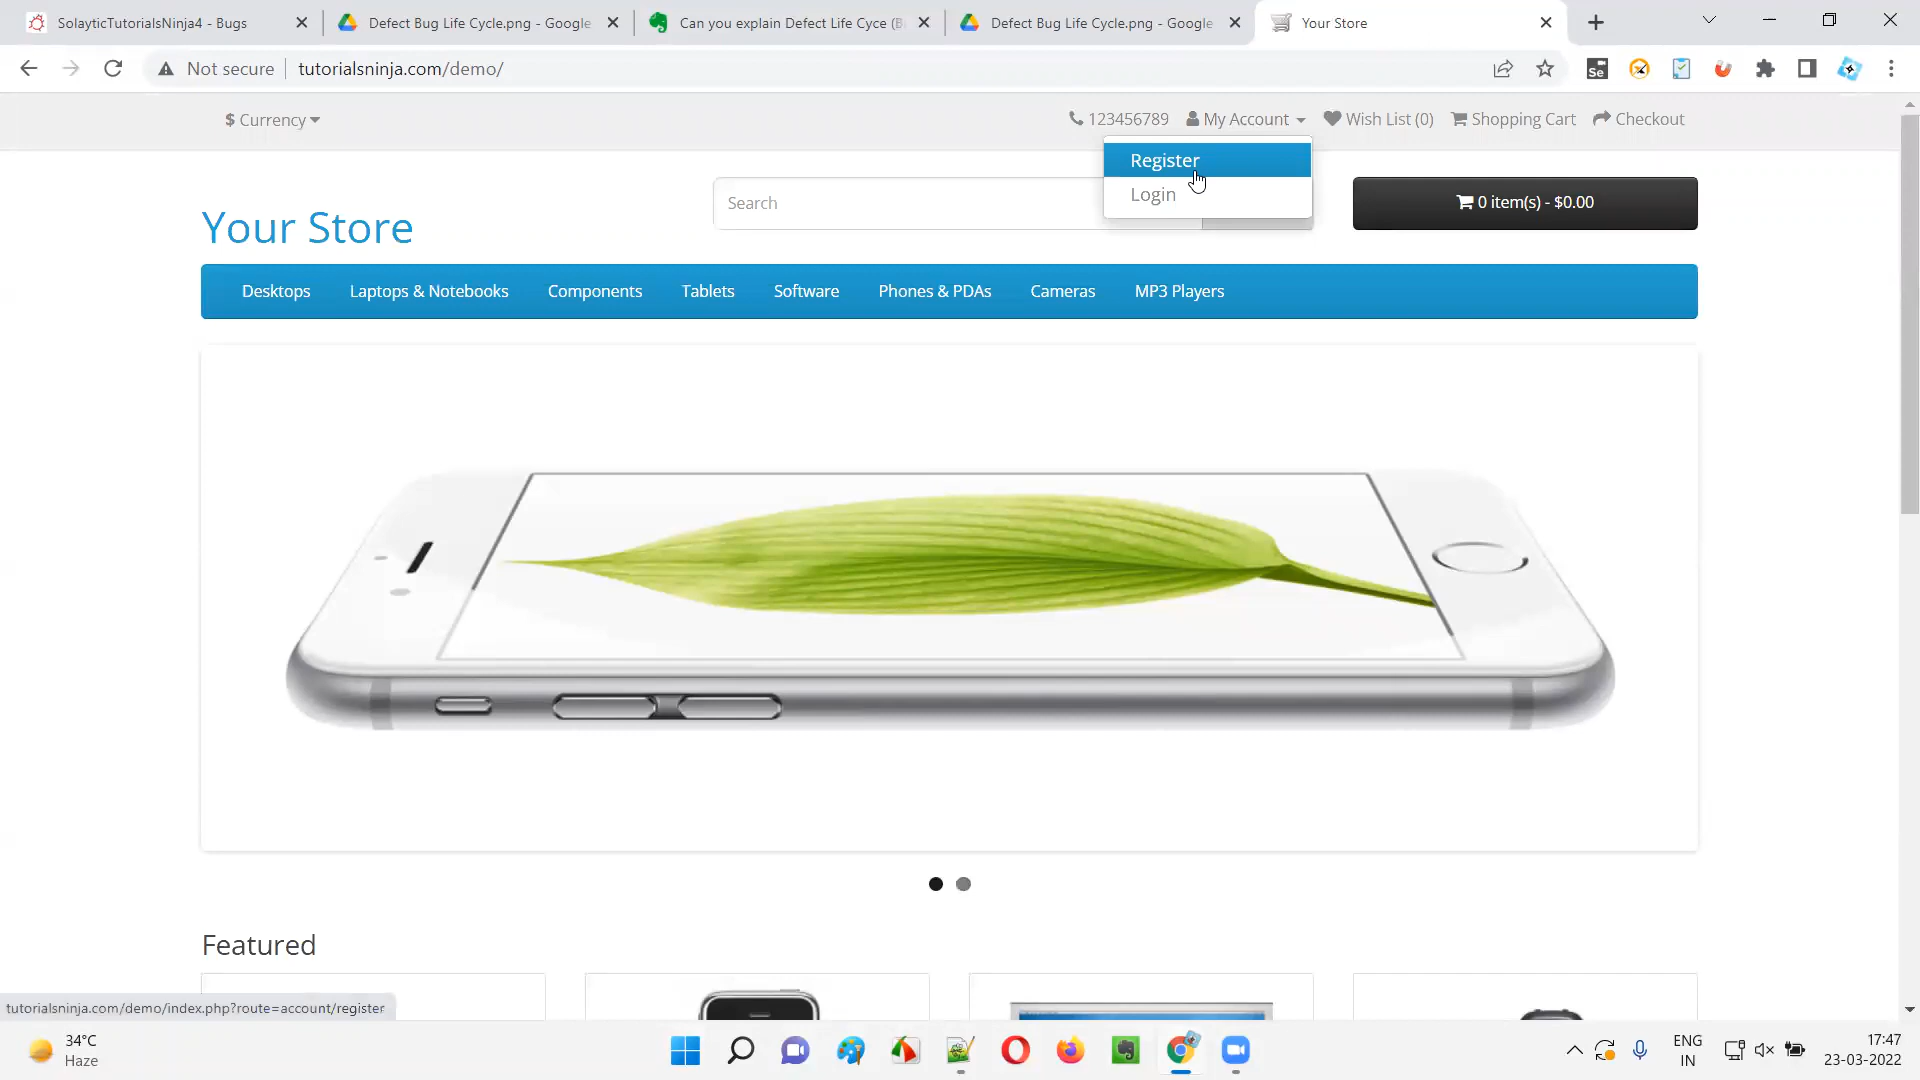 SolayticTutorialsNinja4 - Bugs
Defect Bug Life Cycle.png - Google
Can you explain Defect Life Cyce (B
Defect Bug Life Cycle.png - Google
Your Store
Not secure
tutorialsninja.com/demo/
Se
$ Currency
123456789
My Account
Wish List (0)
Shopping Cart
Checkout
Register
Login
Your Store
Search
0 item(s) - $0.00
Desktops
Laptops & Notebooks
Components
Tablets
Software
Phones & PDAs
Cameras
MP3 Players
Featured
tutorialsninja.com/demo/index.php?route=account/register
34°C
Haze
ENG
IN
17:47
23-03-2022